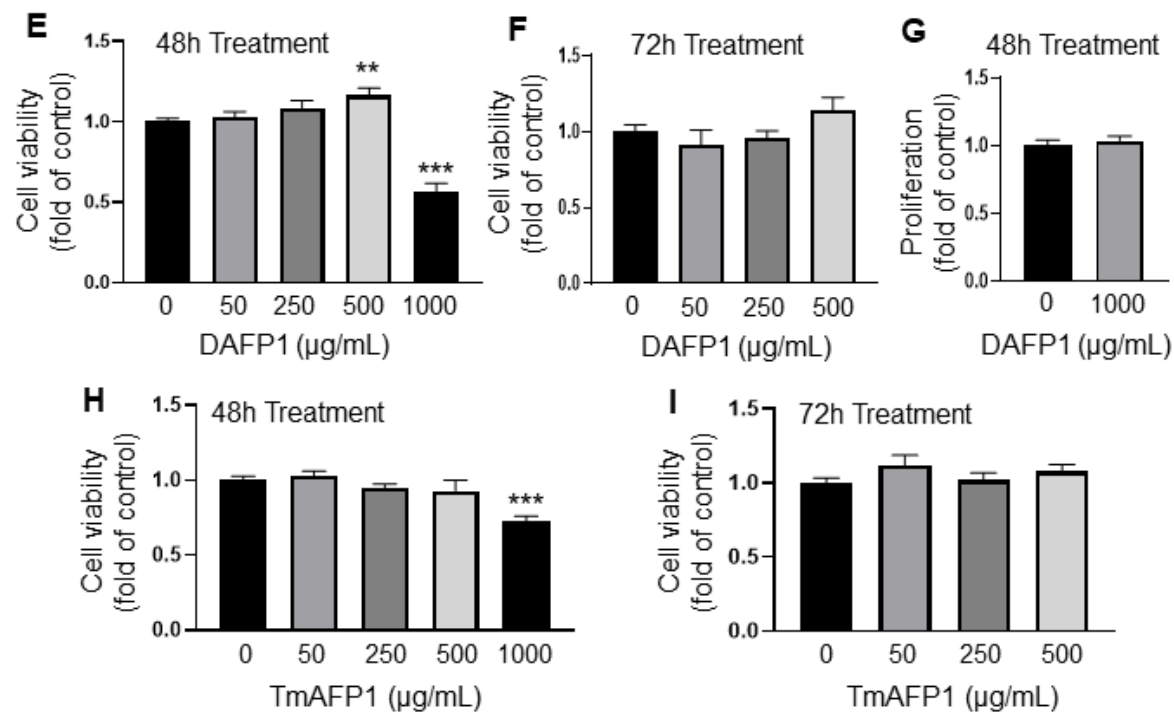 E
48h Treatment
Cell viability
(fold of control)
1.5
1.0
0.5
0.0
**
***
0 50 250 500 1000
DAFP1 (µg/mL)
F
72h Treatment
Cell viability
(fold of control)
1.5
1.0
0.5
0.0
0 50 250 500
DAFP1 (µg/mL)
G
48h Treatment
Proliferation
(fold of control)
1.5
1.0
0.5
0.0
0 1000
DAFP1 (µg/mL)
H
48h Treatment
Cell viability
(fold of control)
1.5
1.0
0.5
0.0
***
0 50 250 500 1000
TmAFP1 (µg/mL)
I
72h Treatment
Cell viability
(fold of control)
1.5
1.0
0.5
0.0
0 50 250 500
TmAFP1 (µg/mL)